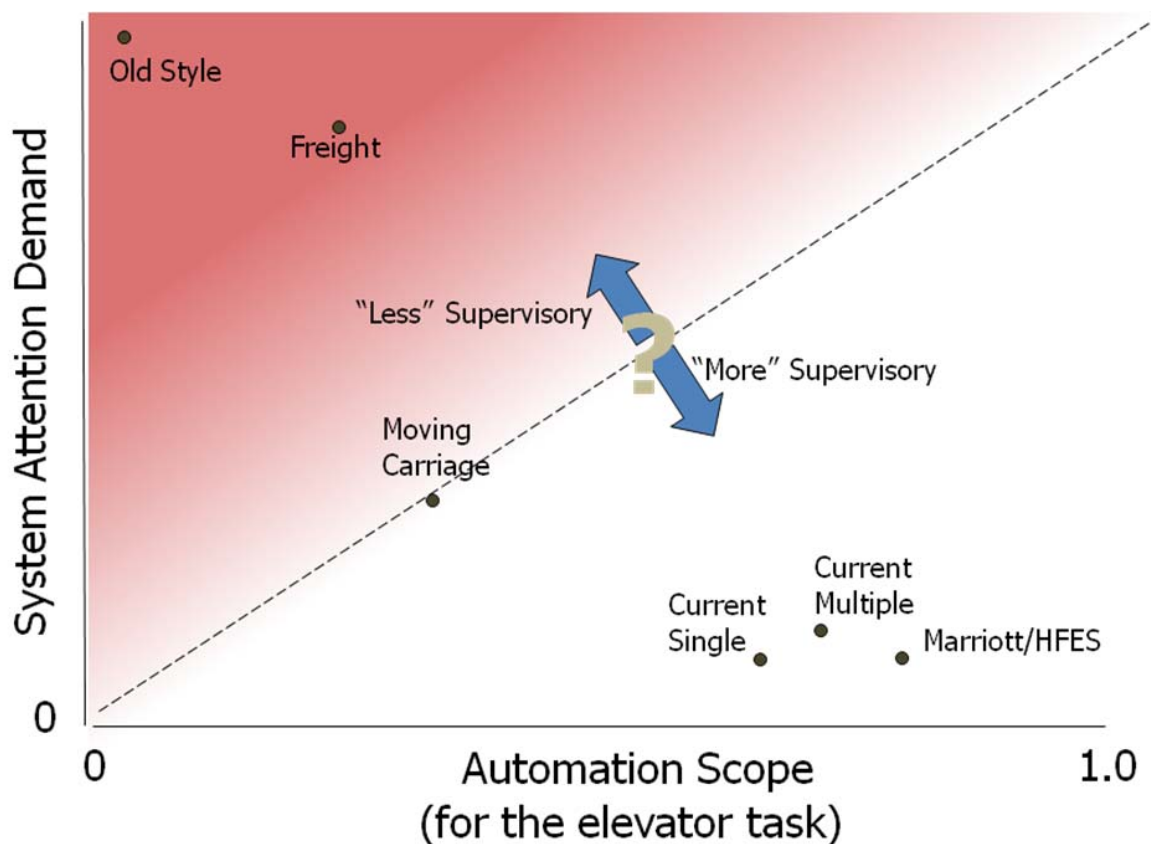 Old Style
Freight
System Attention Demand
“Less” Supervisory
?
“More” Supervisory
Moving
Carriage
Current
Multiple
Current
Single
Marriott/HFES
0
0
1.0
Automation Scope
(for the elevator task)